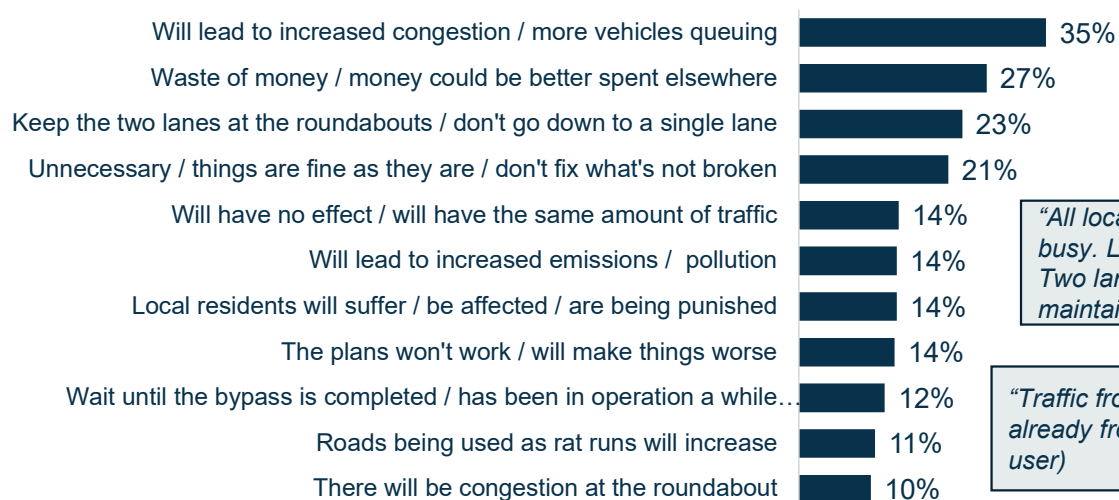 Will lead to increased congestion / more vehicles queuing 35%
Waste of money / money could be better spent elsewhere 27%
Keep the two lanes at the roundabouts / don't go down to a single lane 23%
Unnecessary / things are fine as they are / don't fix what's not broken 21%
Will have no effect / will have the same amount of traffic 14%
Will lead to increased emissions / pollution 14%
Local residents will suffer / be affected / are being punished 14%
The plans won't work / will make things worse 14%
Wait until the bypass is completed / has been in operation a while… 12%
Roads being used as rat runs will increase 11%
There will be congestion at the roundabout 10%
“All
busy.
Two
“Traffic
already
user)